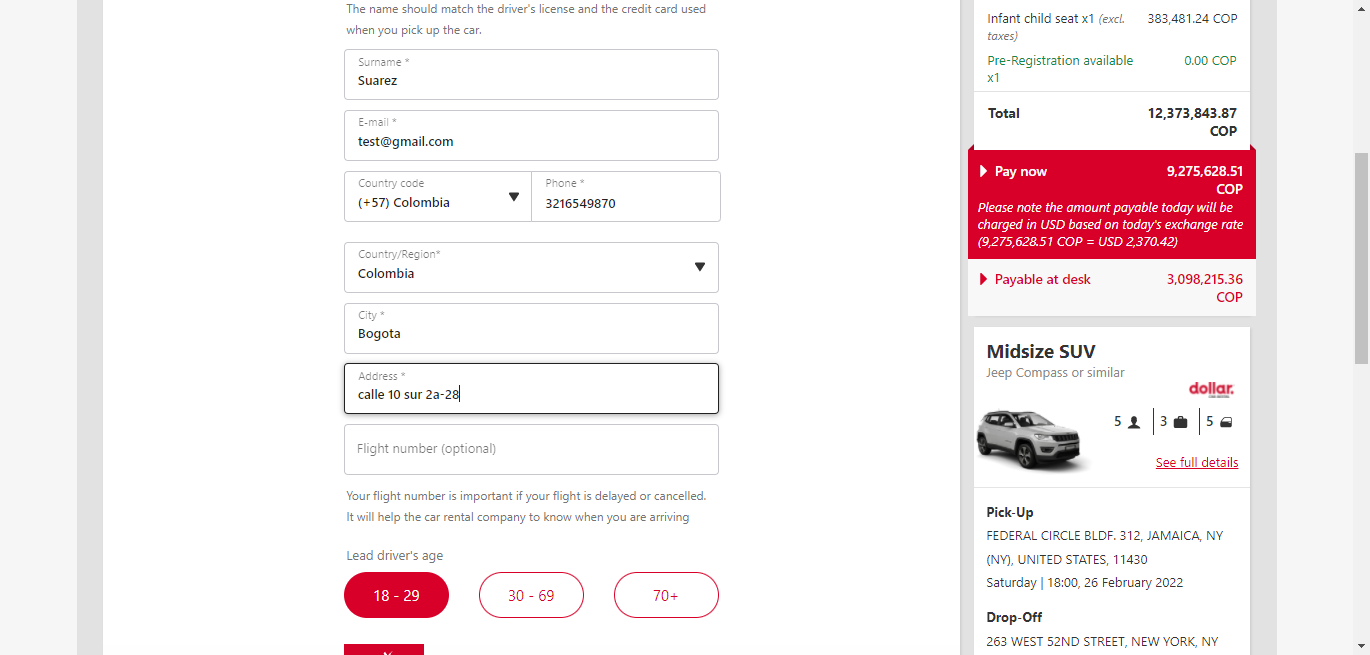 The name should match the driver's license and the credit card used
when you pick up the car.
Surname *
Suarez
E-mail *
test@gmail.com
Country code
(+57) Colombia
Phone *
3216549870
Country/Region*
Colombia
City *
Bogota
Address *
calle 10 sur 2a-28
Flight number (optional)
Your flight number is important if your flight is delayed or cancelled.
It will help the car rental company to know when you are arriving
Lead driver's age
18 - 29
30 - 69
70+
Infant child seat x1 (excl. 383,481.24 COP
taxes)
Pre-Registration available 0.00 COP
x1
Total 12,373,843.87
COP
Pay now 9,275,628.51
COP
Please note the amount payable today will be
charged in USD based on today's exchange rate
(9,275,628.51 COP = USD 2,370.42)
Payable at desk 3,098,215.36
COP
Midsize SUV
Jeep Compass or similar
dollar.
CAR RENTAL
5 3 5
See full details
Pick-Up
FEDERAL CIRCLE BLDF. 312, JAMAICA, NY
(NY), UNITED STATES, 11430
Saturday | 18:00, 26 February 2022
Drop-Off
263 WEST 52ND STREET, NEW YORK, NY